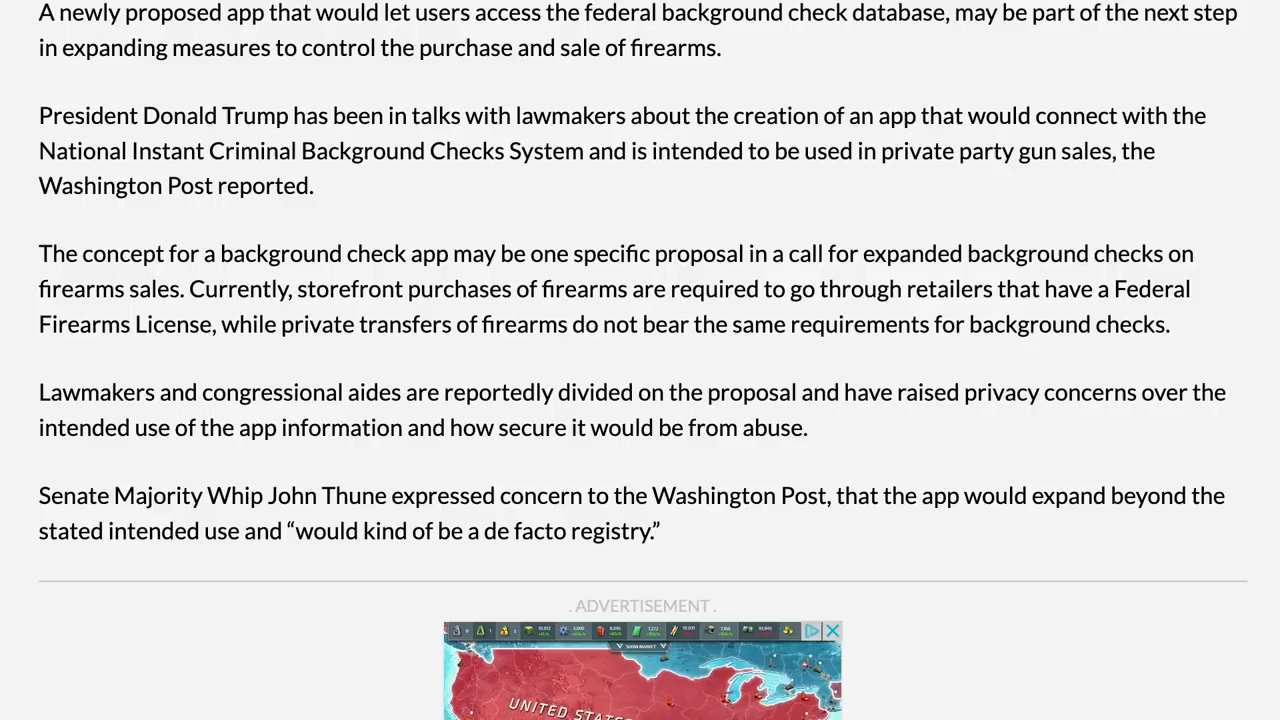 A newly proposed app that would let users access the federal background check database, may be part of the next step
in expanding measures to control the purchase and sale of firearms.
President Donald Trump has been in talks with lawmakers about the creation of an app that would connect with the
National Instant Criminal Background Checks System and is intended to be used in private party gun sales, the
Washington Post reported.
The concept for a background check app may be one specific proposal in a call for expanded background checks on
firearms sales. Currently, storefront purchases of firearms are required to go through retailers that have a Federal
Firearms License, while private transfers of firearms do not bear the same requirements for background checks.
Lawmakers and congressional aides are reportedly divided on the proposal and have raised privacy concerns over the
intended use of the app information and how secure it would be from abuse.
Senate Majority Whip John Thune expressed concern to the Washington Post, that the app would expand beyond the
stated intended use and “would kind of be a de facto registry.”
. ADVERTISEMENT .
SHOW MARKET
UNITED STATES